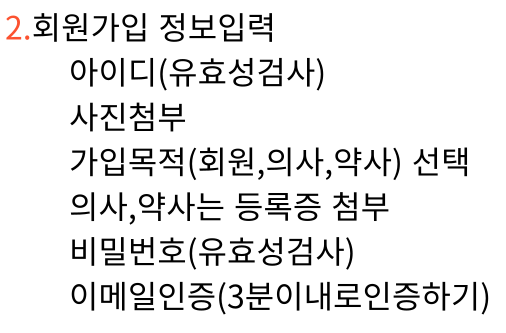 2.회원가입 정보입력
아이디(유효성검사)
사진첨부
가입목적(회원,의사,약사) 선택
의사,약사는 등록증 첨부
비밀번호(유효성검사)
이메일인증(3분이내로인증하기)